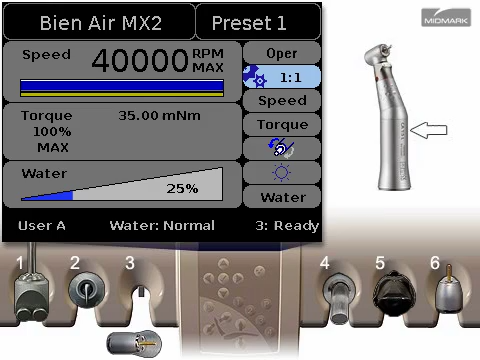 Bien Air MX2
Preset 1
MIDMARK
Speed
40000
RPM
MAX
Oper
1:1
Speed
Torque
35.00 mNm
100%
MAX
Torque
Water
25%
Water
User A
Water: Normal
3: Ready
1
2
3
4
5
6